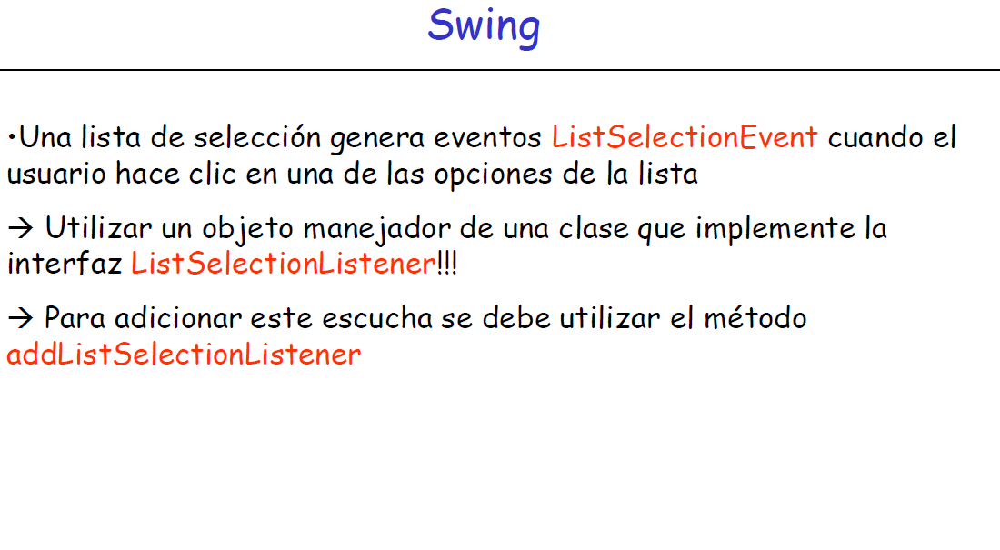 Swing
•Una lista de selección genera eventos ListSelectionEvent cuando el
usuario hace clic en una de las opciones de la lista
→ Utilizar un objeto manejador de una clase que implemente la
interfaz ListSelectionListener!!!
→ Para adicionar este escucha se debe utilizar el método
addListSelectionListener